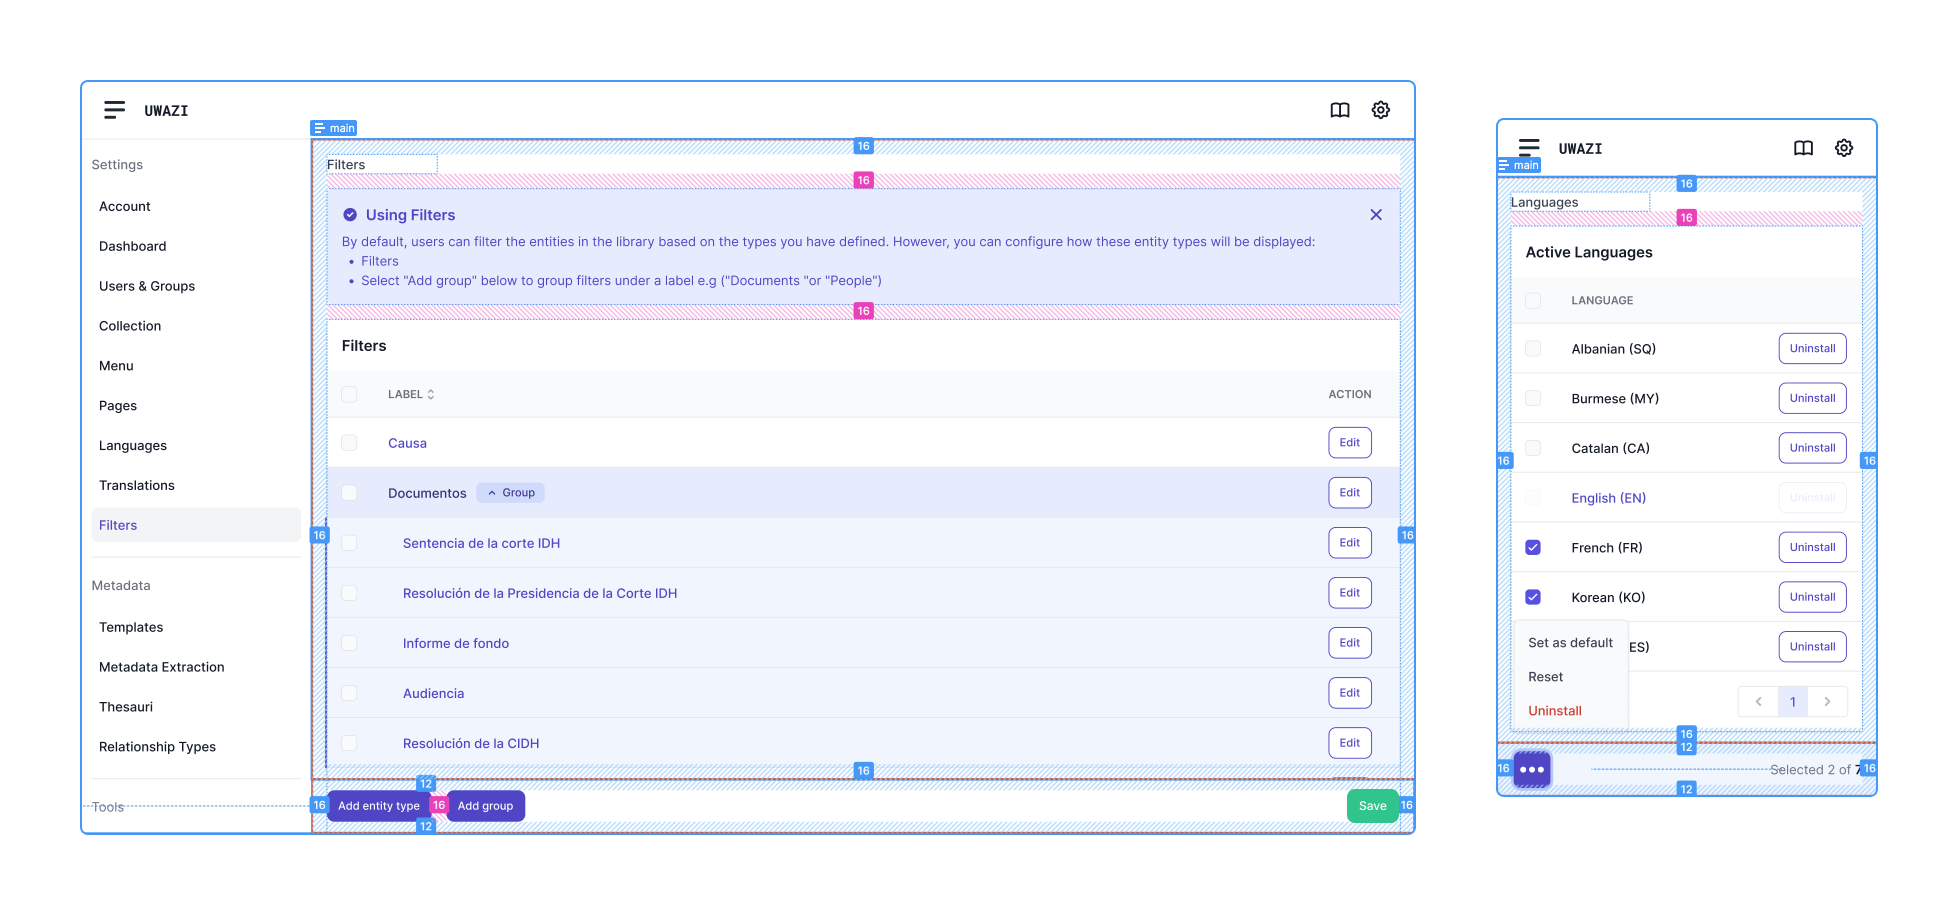 UWAZI
main
16
Settings
Account
Dashboard
Users & Groups
Collection
Menu
Pages
Languages
Translations
Filters
Metadata
Templates
Metadata Extraction
Thesauri
Relationship Types
Tools
Filters
16
Using Filters
By default, users can filter the entities in the library based on the types you have defined. However, you can configure how these entity types will be displayed:
• Filters
• Select "Add group" below to group filters under a label e.g ("Documents "or "People")
16
Filters
LABEL ACTION
Causa Edit
Documentos Group Edit
16 16
Sentencia de la corte IDH Edit
Resolución de la Presidencia de la Corte IDH Edit
Informe de fondo Edit
Audiencia Edit
Resolución de la CIDH Edit
16
12
16 Add entity type 16 Add group Save 16
12
UWAZI
main
16
Languages
16
Active Languages
LANGUAGE
Albanian (SQ) Uninstall
Burmese (MY) Uninstall
Catalan (CA) Uninstall
16 16
English (EN) Uninstall
French (FR) Uninstall
Korean (KO) Uninstall
ES) Uninstall
Set as default
Reset
Uninstall
1
16
12
16 Selected 2 of 7 16
12